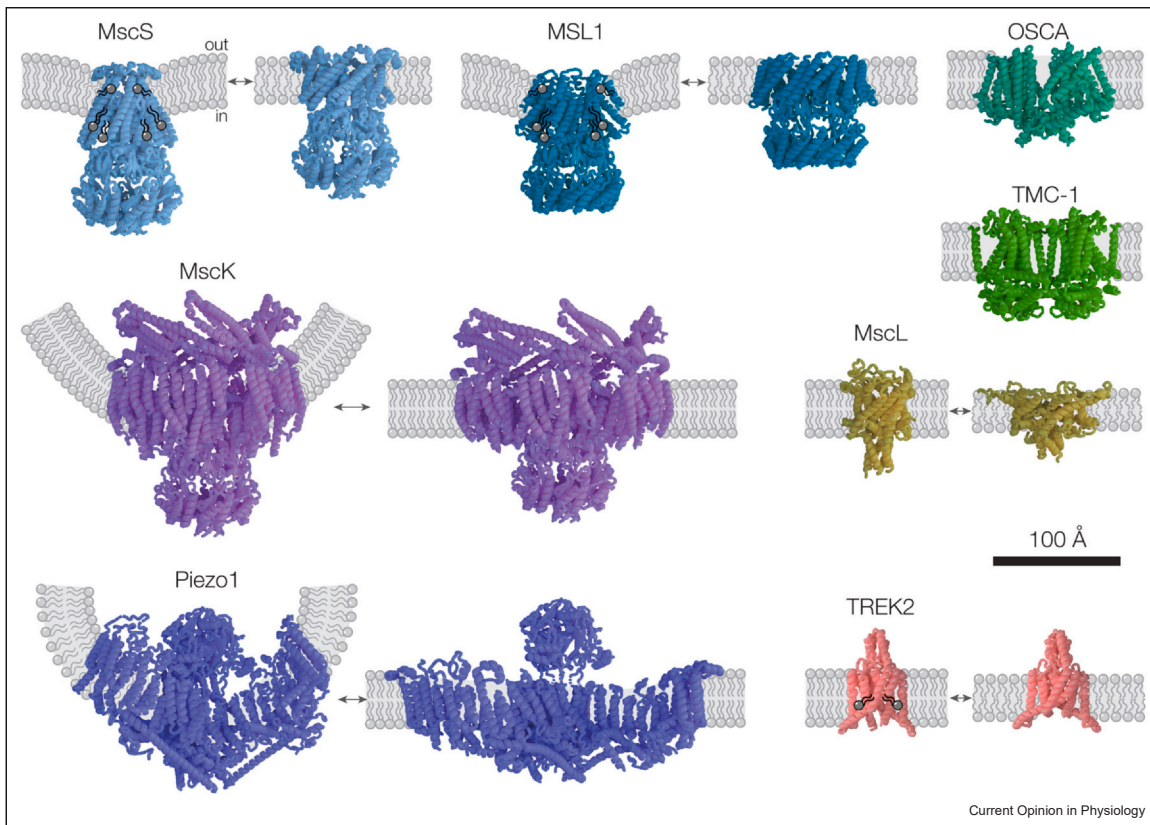 MscS
out
in
MSL1
OSCA
TMC-1
MscK
MscL
100 Å
Piezo1
TREK2
Current Opinion in Physiology